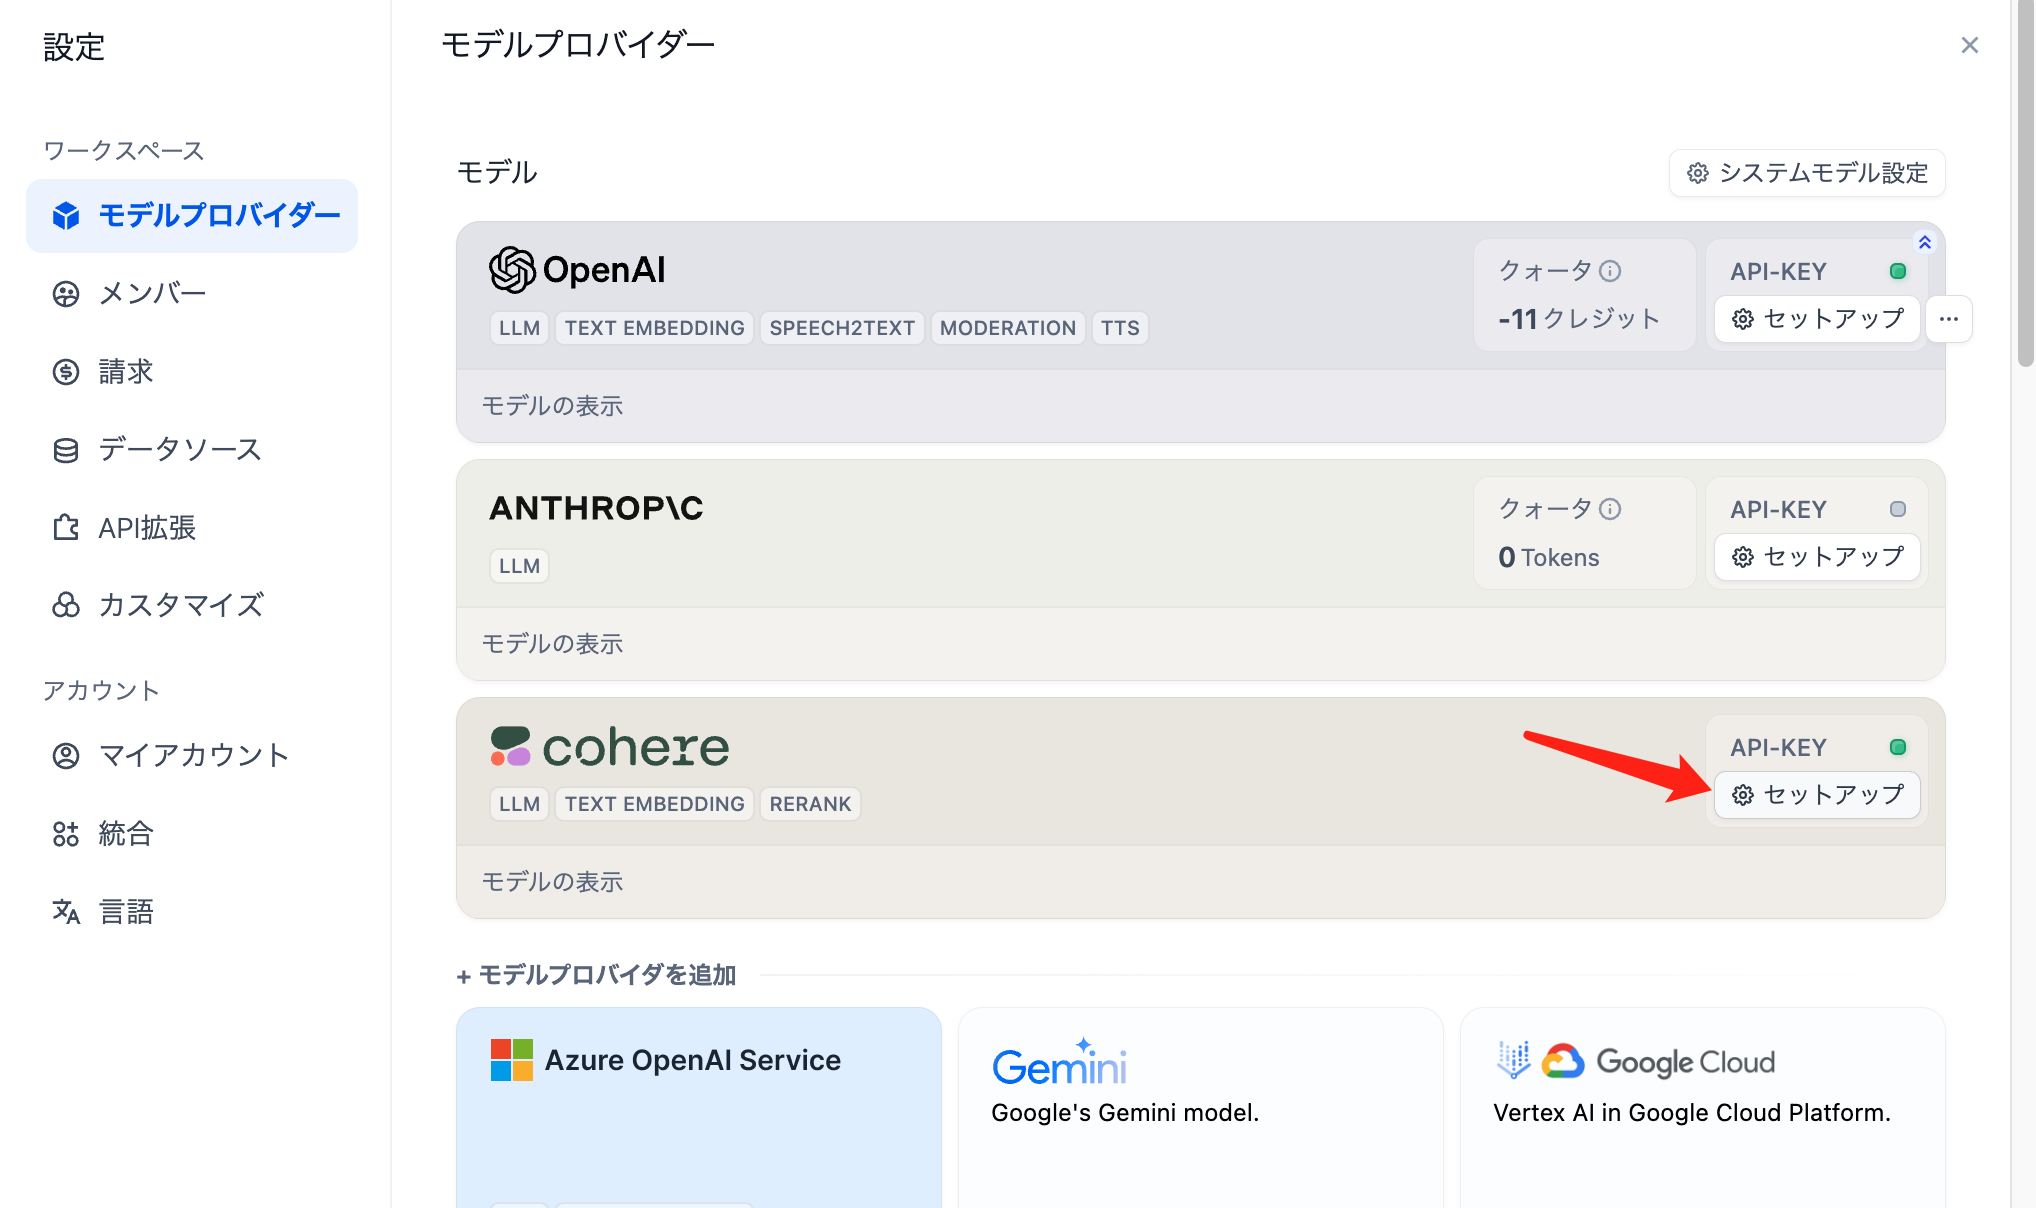 設定
ワークスペース
モデルプロバイダー
メンバー
請求
データソース
API拡張
カスタマイズ
アカウント
マイアカウント
統合
言語
モデルプロバイダー
モデル
システムモデル設定
OpenAI
LLM TEXT EMBEDDING SPEECH2TEXT MODERATION TTS
クォータ
-11 クレジット
API-KEY
セットアップ
モデルの表示
ANTHROP\C
LLM
クォータ
0 Tokens
API-KEY
セットアップ
モデルの表示
cohere
LLM TEXT EMBEDDING RERANK
API-KEY
セットアップ
モデルの表示
+ モデルプロバイダを追加
Azure OpenAI Service
Gemini
Google's Gemini model.
Google Cloud
Vertex AI in Google Cloud Platform.